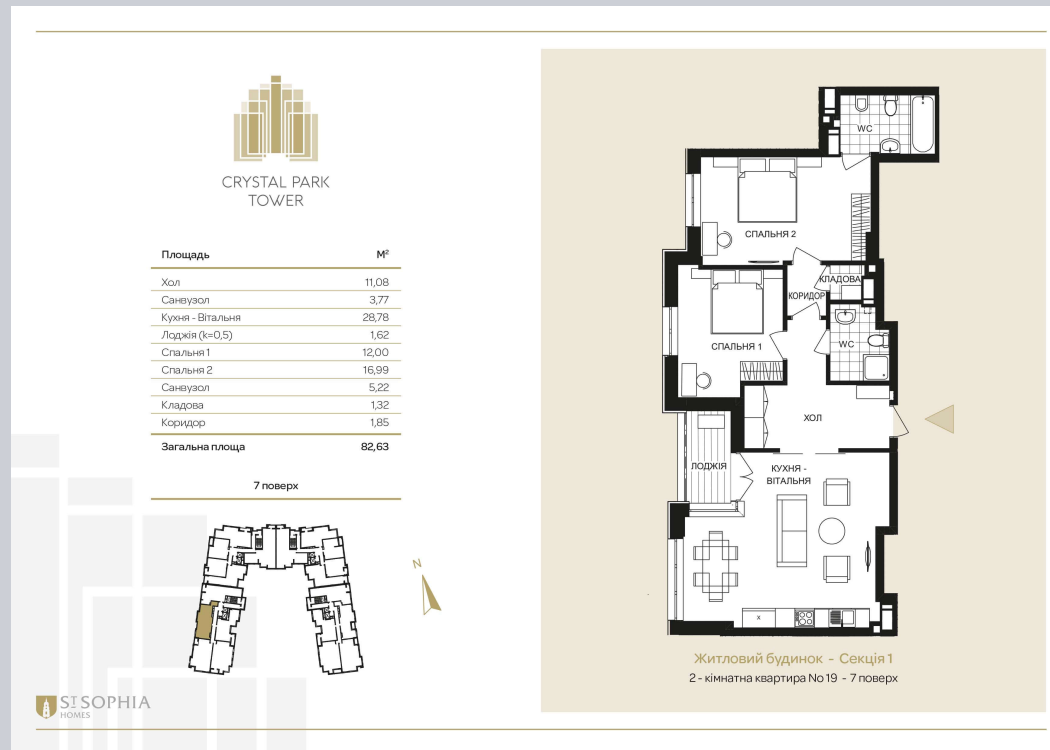 CRYSTAL PARK
TOWER
Площадь М²
Хол 11,08
Санвузол 3,77
Кухня - Вітальня 28,78
Лоджія (k=0,5) 1,62
Спальня 1 12,00
Спальня 2 16,99
Санвузол 5,22
Кладова 1,32
Коридор 1,85
Загальна площа 82,63
7 поверх
N
ST SOPHIA
HOMES
WC
СПАЛЬНЯ 2
КЛАДОВА
КОРИДОР
WC
СПАЛЬНЯ 1
ХОЛ
ЛОДЖІЯ
КУХНЯ -
ВІТАЛЬНЯ
x
Житловий будинок - Секція 1
2 - кімнатна квартира No 19 - 7 поверх